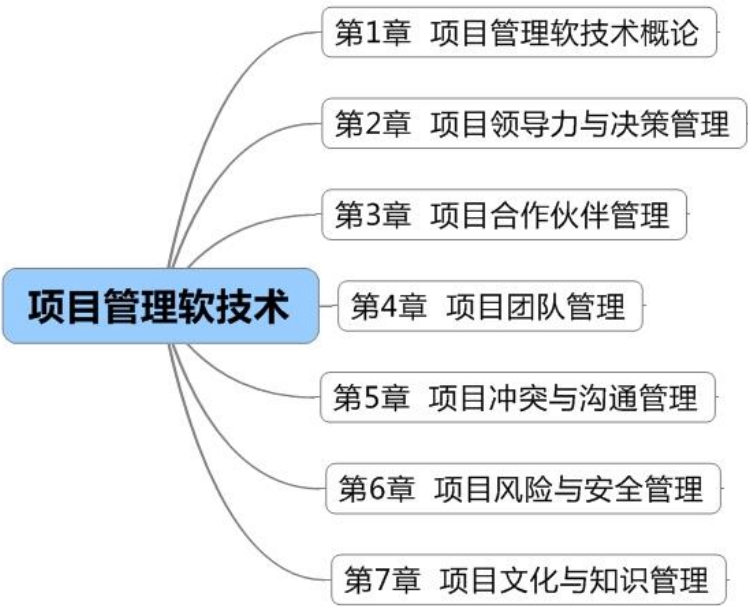 第1章 项目管理软技术概论
第2章 项目领导力与决策管理
第3章 项目合作伙伴管理
项目管理软技术
第4章 项目团队管理
第5章 项目冲突与沟通管理
第6章 项目风险与安全管理
第7章 项目文化与知识管理